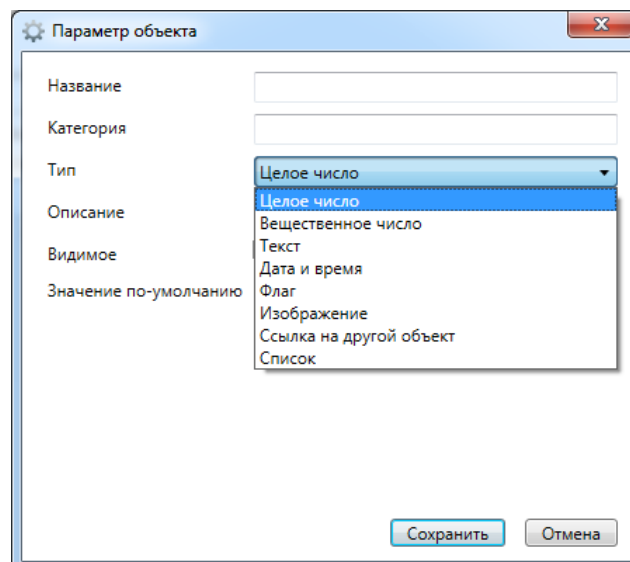 Параметр объекта
Название
Категория
Тип
Целое число
Целое число
Описание
Вещественное число
Текст
Видимое
Дата и время
Значение по-умолчанию
Флаг
Изображение
Ссылка на другой объект
Список
Сохранить
Отмена